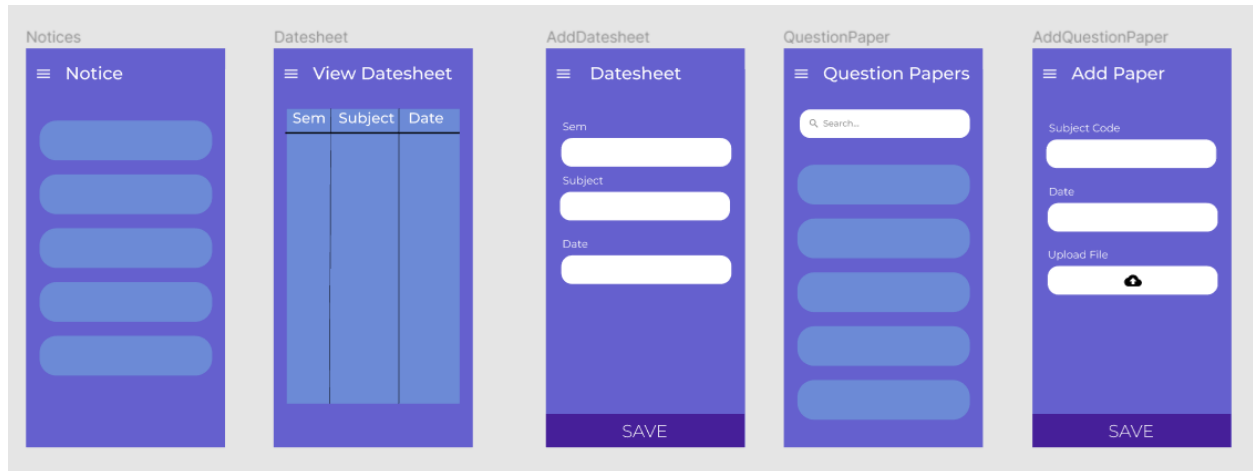 Notices
Notice
Datesheet
View Datesheet
Sem Subject Date
AddDatesheet
Datesheet
Sem
Subject
Date
SAVE
QuestionPaper
Question Papers
Search...
AddQuestionPaper
Add Paper
Subject Code
Date
Upload File
SAVE